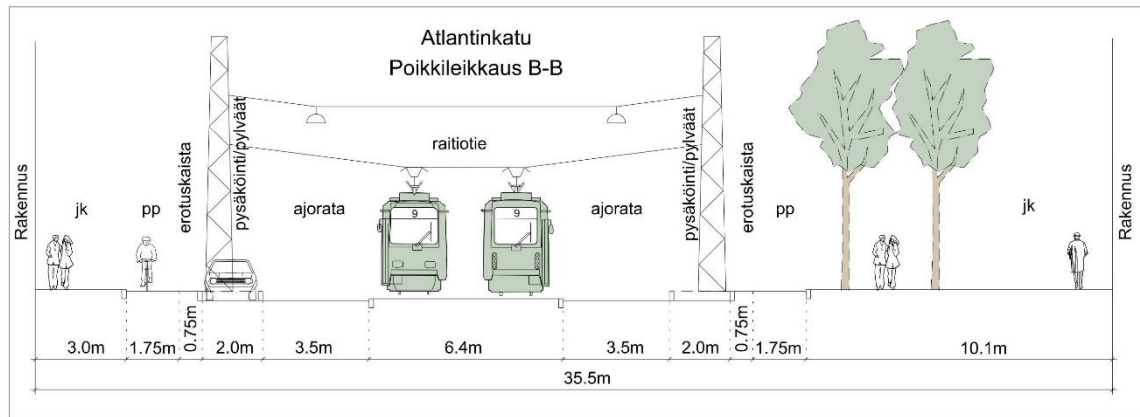 Atlantinkatu
Poikkileikkaus B-B
Rakennus
jk
pp
erotuskaista
pysäköinti/pylväät
ajorata
raitiotie
9
9
ajorata
pysäköinti/pylväät
erotuskaista
pp
jk
Rakennus
3.0m 1.75m 0.75m 2.0m 3.5m 6.4m 3.5m 2.0m 0.75m 1.75m 10.1m
35.5m